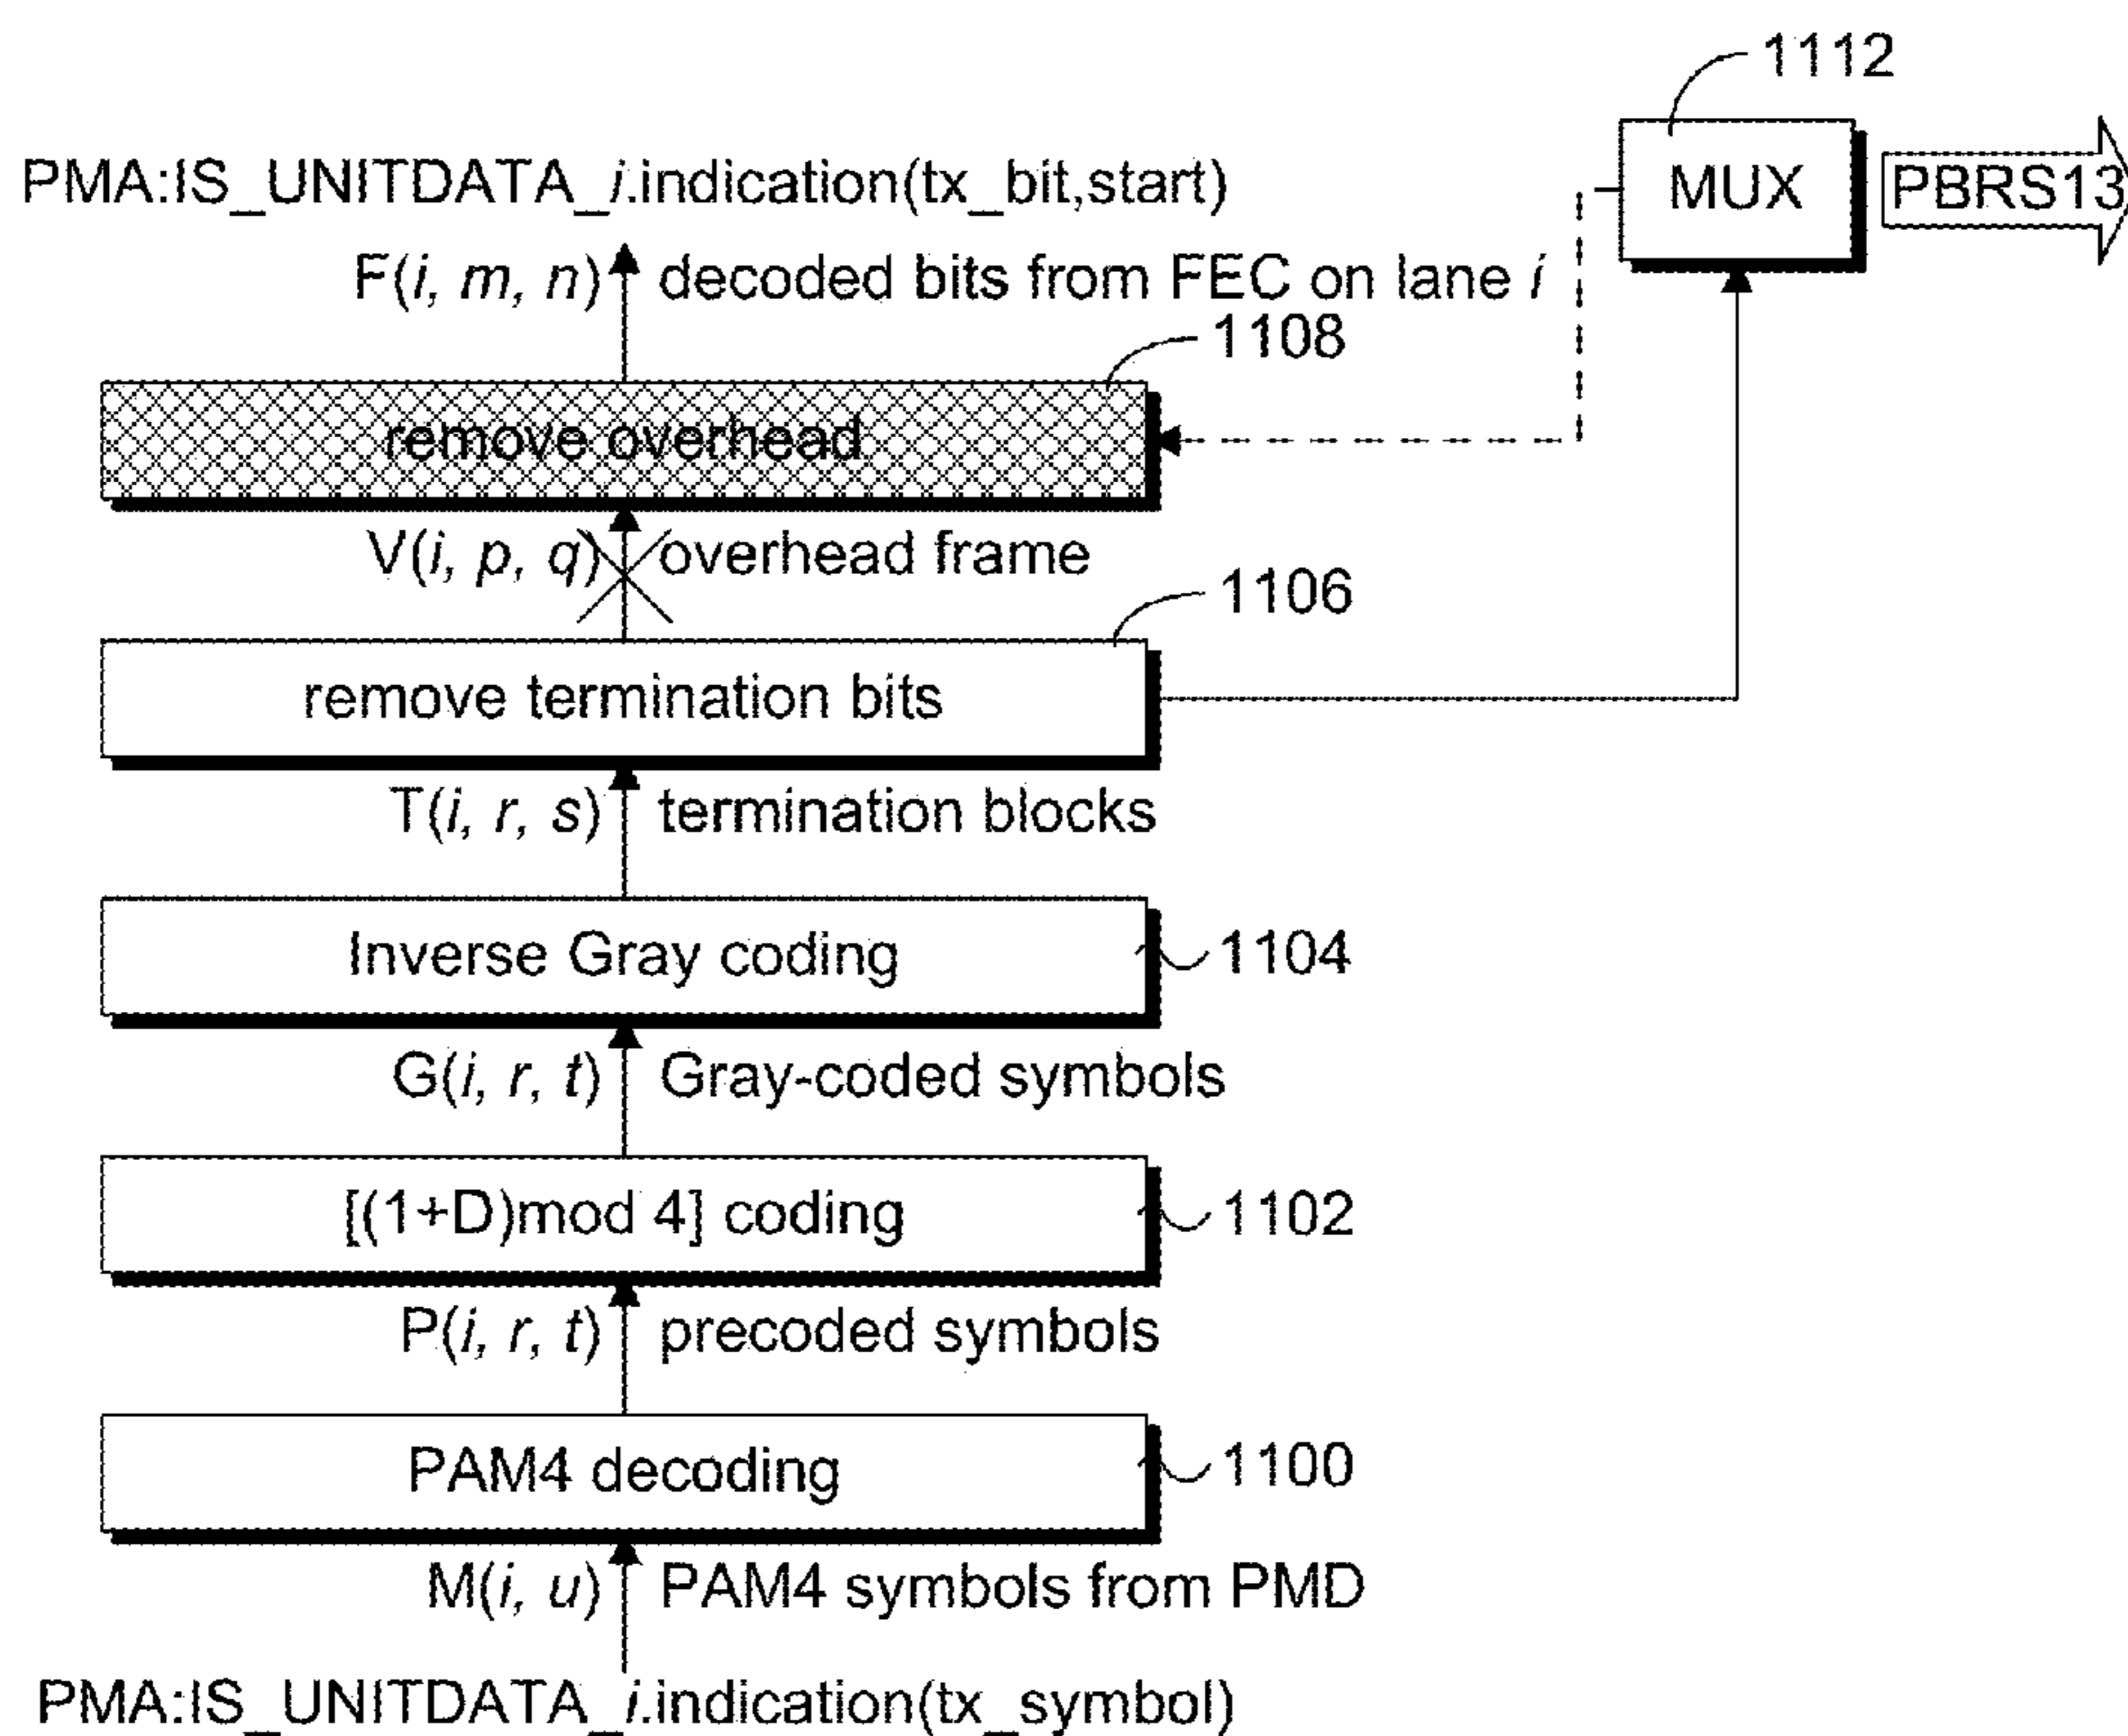 1112
PMA:IS_UNITDATA_i.indication(tx_bit,start)
MUX
PBRS13
F(i, m, n) decoded bits from FEC on lane i
1108
remove overhead
V(i, p, q) overhead frame
1106
remove termination bits
T(i, r, s) termination blocks
Inverse Gray coding
1104
G(i, r, t) Gray-coded symbols
[(1+D)mod 4] coding
1102
P(i, r, t) precoded symbols
PAM4 decoding
1100
M(i, u) PAM4 symbols from PMD
PMA:IS_UNITDATA_i.indication(tx_symbol)